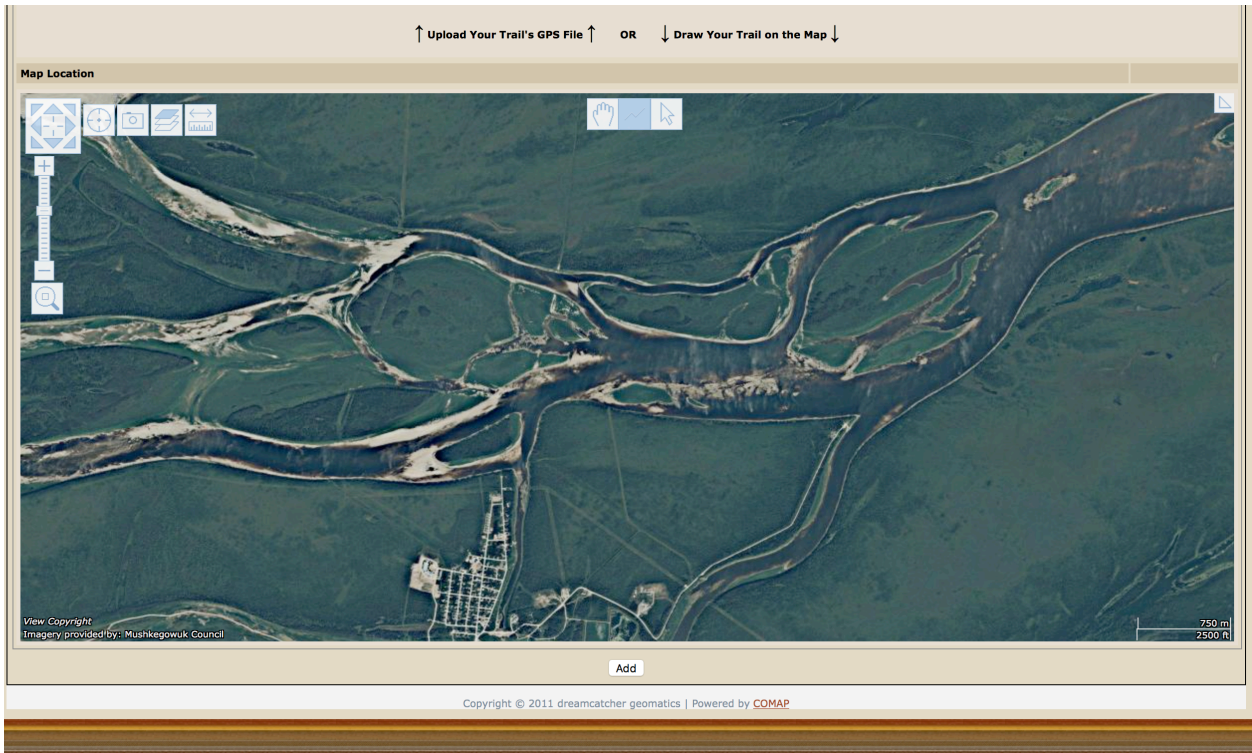 ↑ Upload Your Trail's GPS File ↑ OR ↓ Draw Your Trail on the Map ↓
Map Location
View Copyright
Imagery provided by: Mushkegowuk Council
750 m
2500 ft
Add
Copyright © 2011 dreamcatcher geomatics | Powered by COMAP